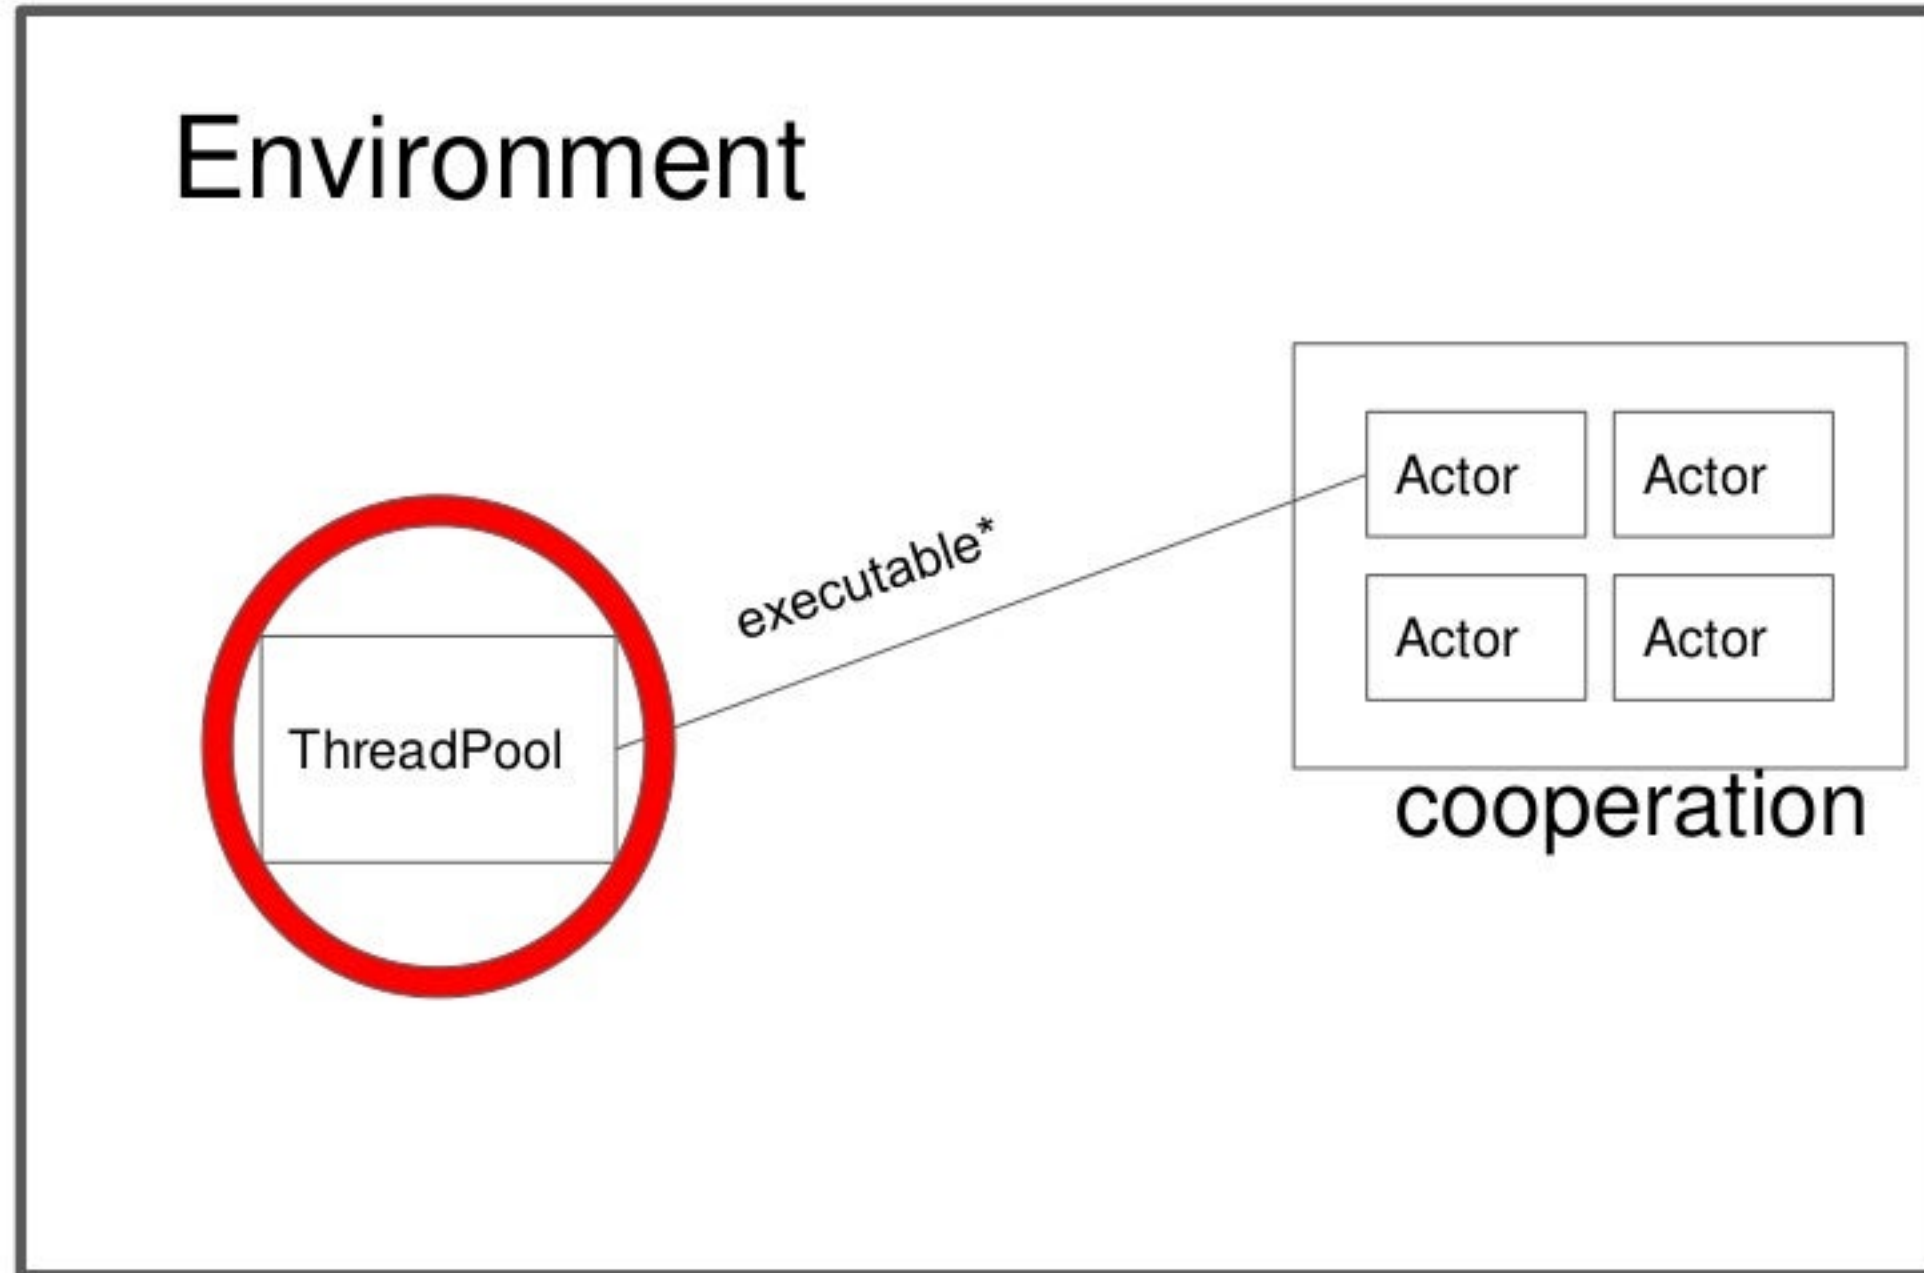 Environment
executable*
Actor Actor
Actor Actor
ThreadPool
cooperation